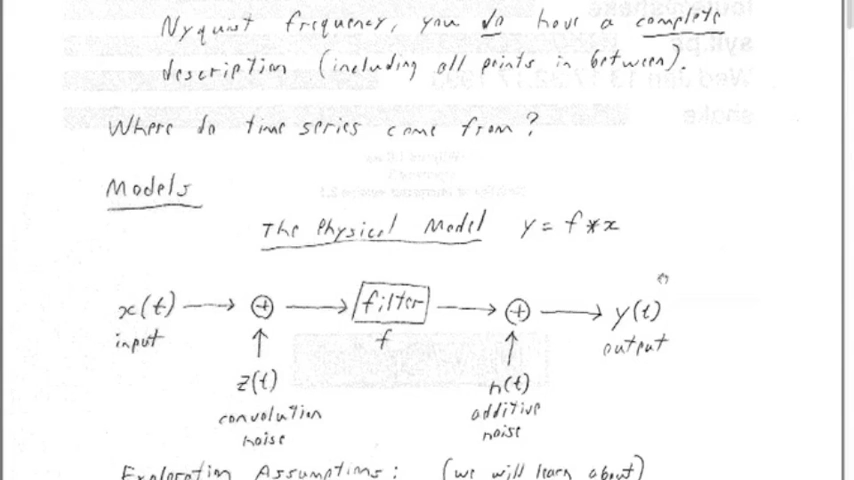 Nyquist frequency, you do have a complete
description (including all points in between).
Where do time series come from?
Models
The Physical Model y = f * x
x(t) → ⊕ → filter → ⊕ → y(t)
input f output
z(t) n(t)
convolution additive
noise noise
Exploration Assumptions: (we will learn about)